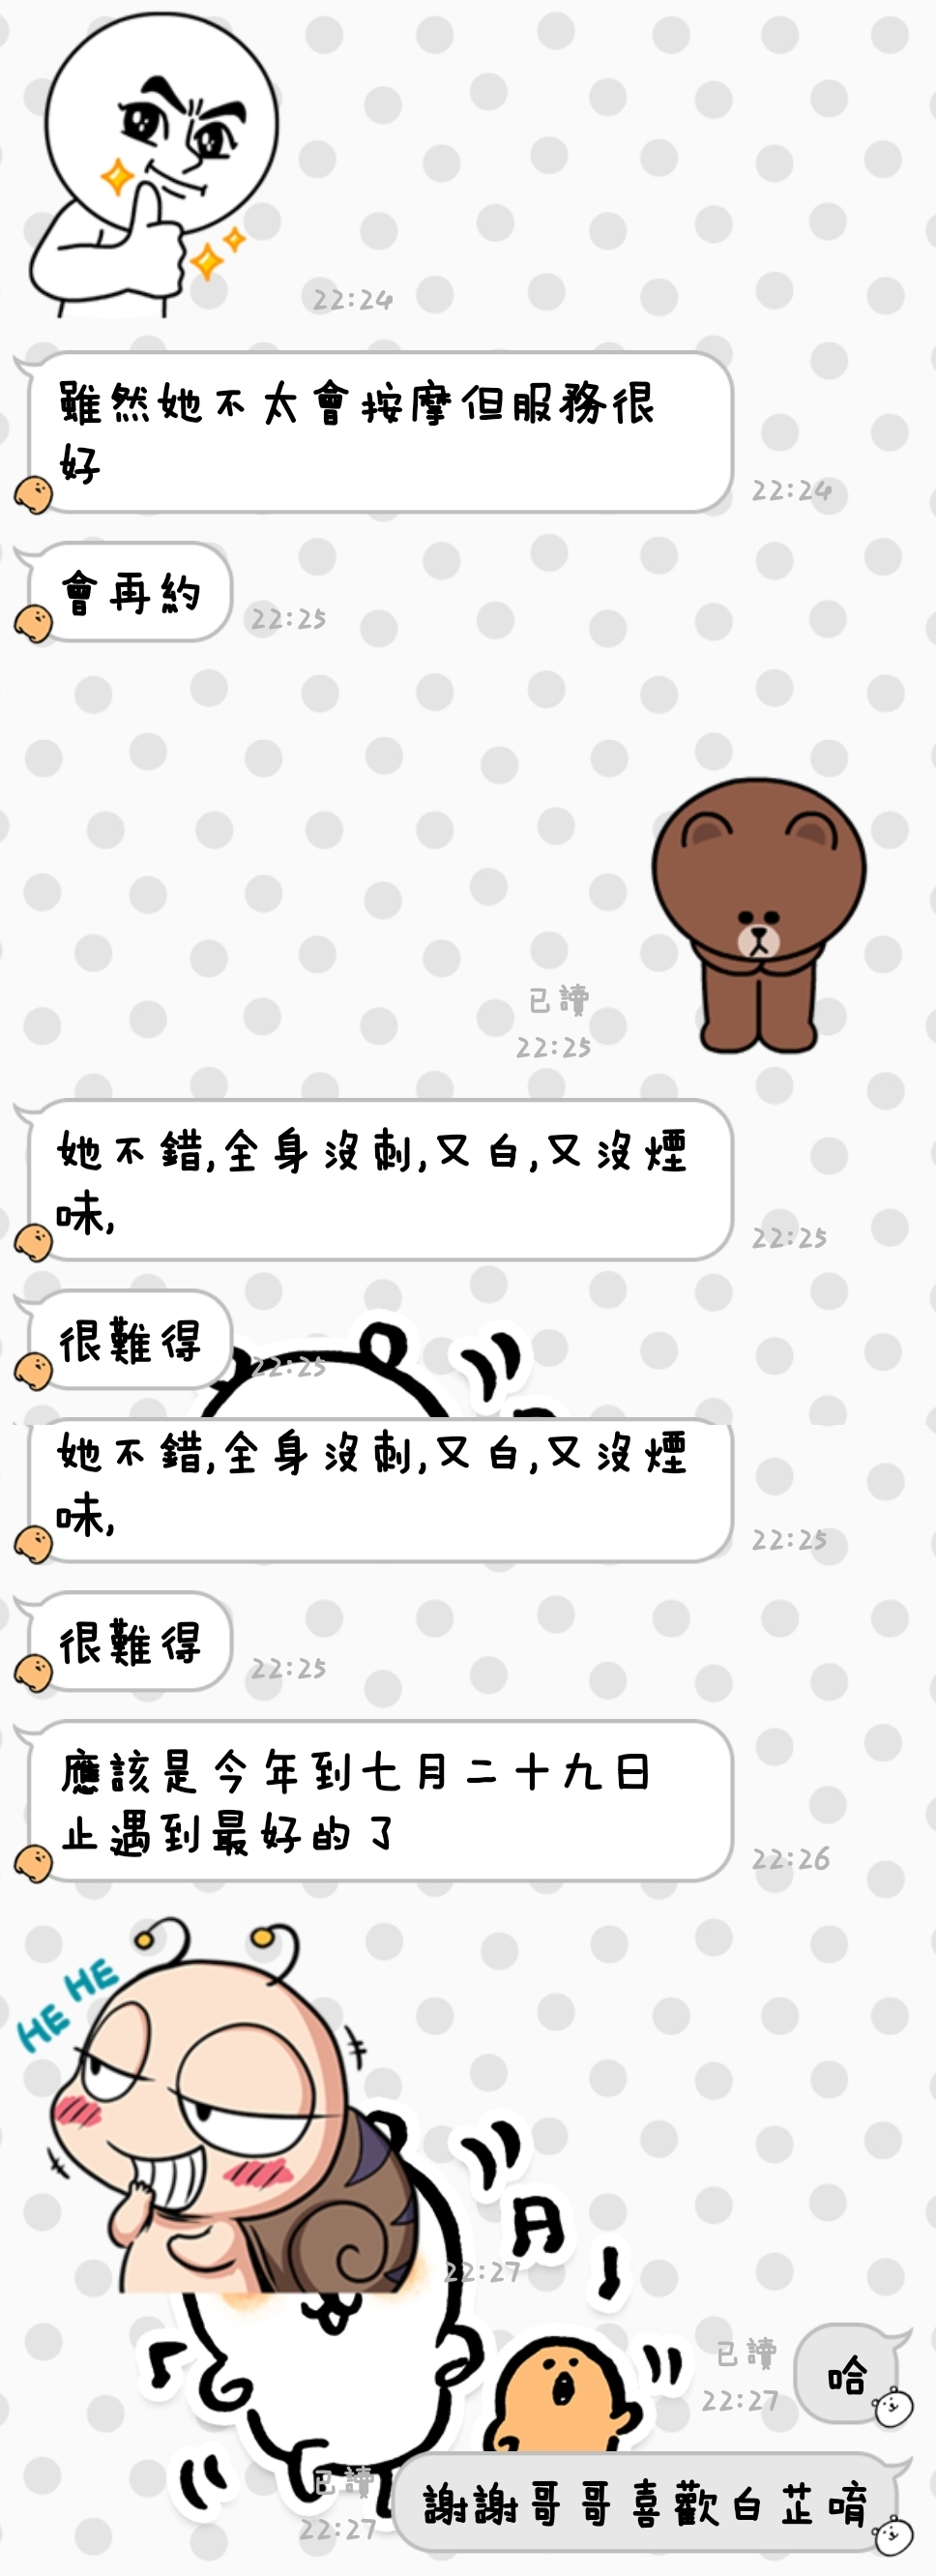 22:24
雖然她不太會按摩但服務很
好
22:24
會再約
22:25
已讀
22:25
她不錯,全身沒刺,又白,又沒煙
味,
22:25
很難得
22:25
她不錯,全身沒刺,又白,又沒煙
味,
22:25
很難得
22:25
應該是今年到七月二十九日
止遇到最好的了
22:26
HE HE
22:27
已讀
22:27
哈
已讀
22:27
謝謝哥哥喜歡白芷唷